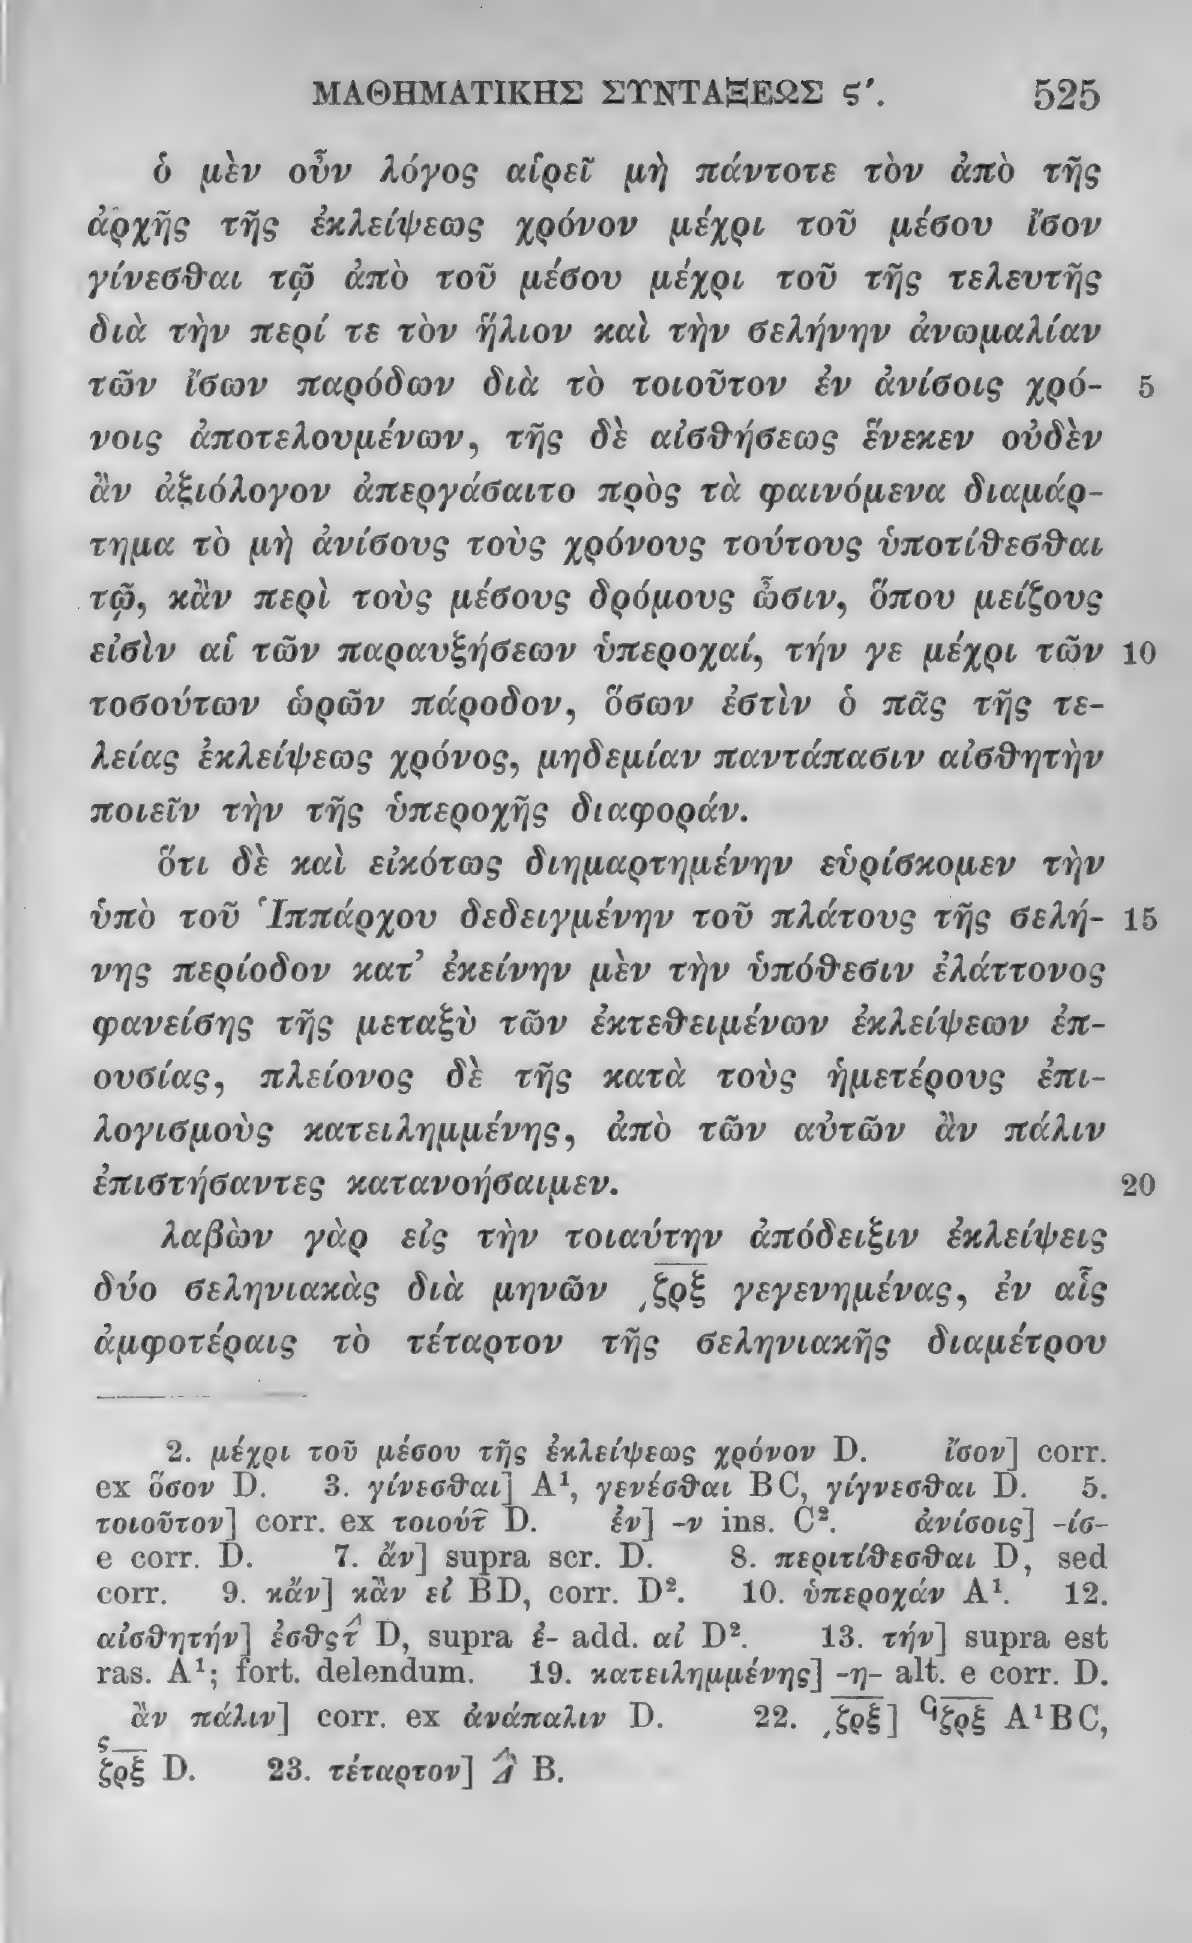 ΜΑΘΗΜΑΤΙΚΗΣ ΣΥΝΤΑΞΕΩΣ ϛʹ. 525
ὁ μὲν οὖν λόγος αἱρεῖ μὴ πάντοτε τὸν ἀπὸ τῆς
ἀρχῆς τῆς ἐκλείψεως χρόνον μέχρι τοῦ μέσου ἴσον
γίνεσθαι τῷ ἀπὸ τοῦ μέσου μέχρι τοῦ τῆς τελευτῆς
διὰ τὴν περί τε τὸν ἥλιον καὶ τὴν σελήνην ἀνωμαλίαν
τῶν ἴσων παρόδων διὰ τὸ τοιοῦτον ἐν ἀνίσοις χρό- 5
νοις ἀποτελουμένων, τῆς δὲ αἰσθήσεως ἕνεκεν οὐδὲν
ἂν ἀξιόλογον ἀπεργάσαιτο πρὸς τὰ φαινόμενα διαμάρ-
τημα τὸ μὴ ἀνίσους τοὺς χρόνους τούτους ὑποτίθεσθαι
τῷ, κἂν περὶ τοὺς μέσους δρόμους ὦσιν, ὅπου μείζους
εἰσὶν αἱ τῶν παραυξήσεων ὑπεροχαί, τήν γε μέχρι τῶν 10
τοσούτων ὡρῶν πάροδον, ὅσων ἐστὶν ὁ πᾶς τῆς τε-
λείας ἐκλείψεως χρόνος, μηδεμίαν παντάπασιν αἰσθητὴν
ποιεῖν τὴν τῆς ὑπεροχῆς διαφοράν.
ὅτι δὲ καὶ εἰκότως διημαρτημένην εὑρίσκομεν τὴν
ὑπὸ τοῦ Ἱππάρχου δεδειγμένην τοῦ πλάτους τῆς σελή- 15
νης περίοδον κατ’ ἐκείνην μὲν τὴν ὑπόθεσιν ἐλάττονος
φανείσης τῆς μεταξὺ τῶν ἐκτεθειμένων ἐκλείψεων ἐπ-
ουσίας, πλείονος δὲ τῆς κατὰ τοὺς ἡμετέρους ἐπι-
λογισμοὺς κατειλημμένης, ἀπὸ τῶν αὐτῶν ἂν πάλιν
ἐπιστήσαντες κατανοήσαιμεν. 20
λαβὼν γὰρ εἰς τὴν τοιαύτην ἀπόδειξιν ἐκλείψεις
δύο σεληνιακὰς διὰ μηνῶν ͵ζρξ γεγενημένας, ἐν αἷς
ἀμφοτέραις τὸ τέταρτον τῆς σεληνιακῆς διαμέτρου
2. μέχρι τοῦ μέσου τῆς ἐκλείψεως χρόνον D. ἴσον] corr.
ex ὅσον D. 3. γίνεσθαι] A¹, γενέσθαι BC, γίγνεσθαι D. 5.
τοιοῦτον] corr. ex τοιούτ̄ D. ἐν] -ν ins. C². ἀνίσοις] -ίσ-
e corr. D. 7. ἄν] supra scr. D. 8. περιτίθεσθαι D, sed
corr. 9. κἄν] κἂν εἰ BD, corr. D². 10. ὑπεροχάν A¹. 12.
αἰσθητήν] ἐσθςτ̂ D, supra ἐ- add. αἰ D². 13. τήν] supra est
ras. A¹; fort. delendum. 19. κατειλημμένης] -η- alt. e corr. D.
ἂν πάλιν] corr. ex ἀνάπαλιν D. 22. ͵ζρξ] ϥζρξ A¹BC,
ςζρξ D. 23. τέταρτον] Δ̂ B.